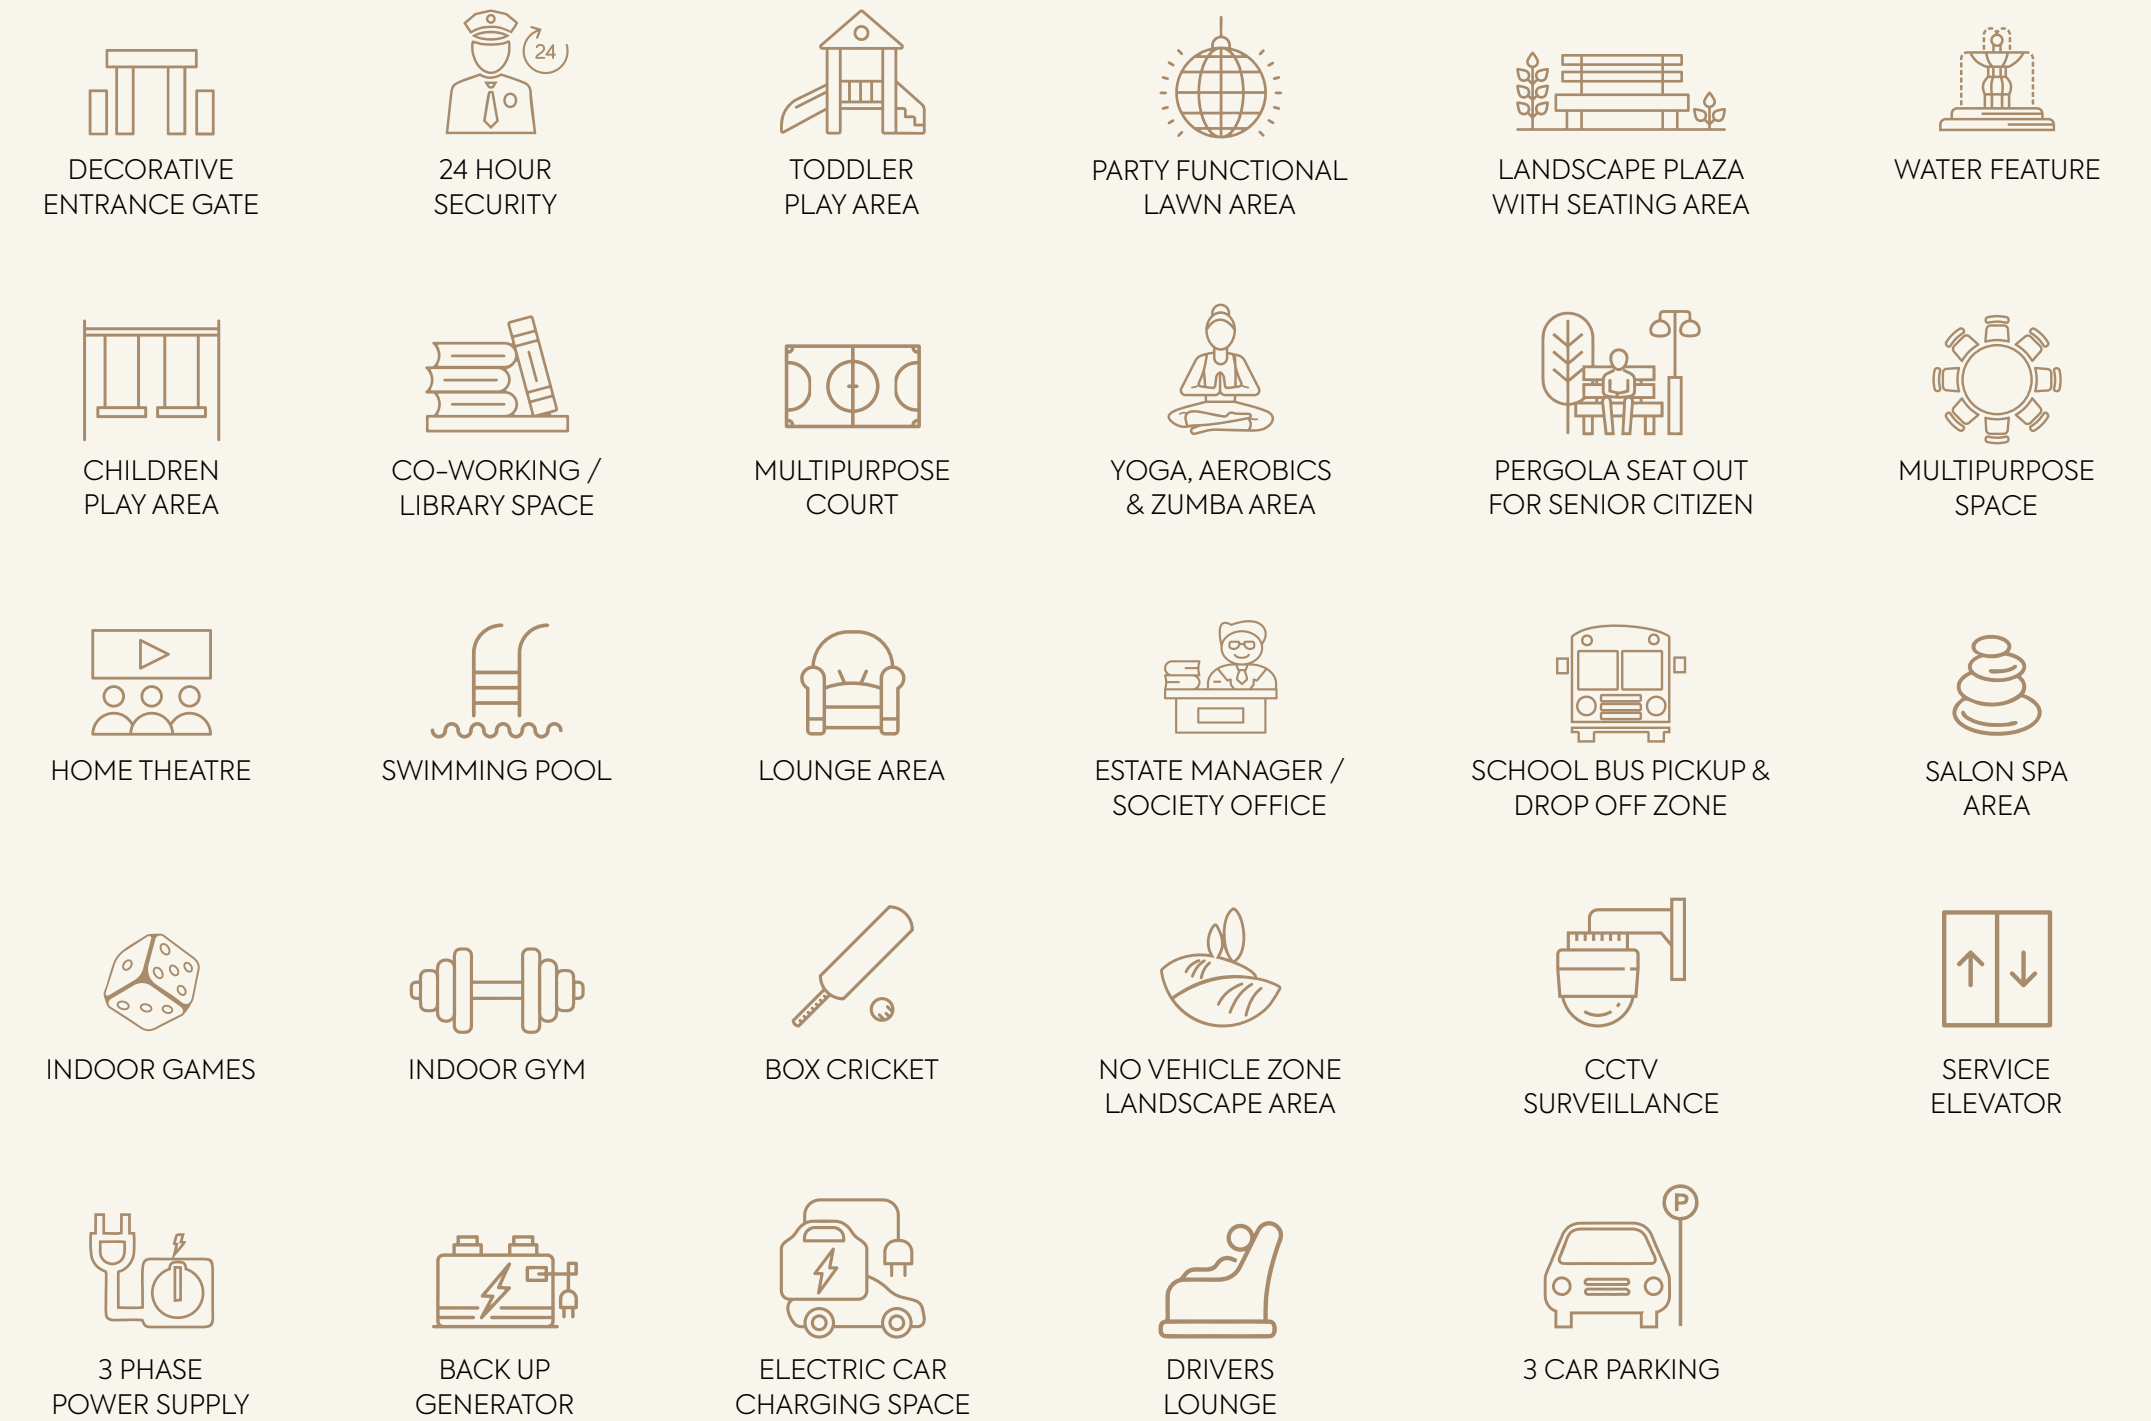 24
DECORATIVE
ENTRANCE GATE
24 HOUR
SECURITY
TODDLER
PLAY AREA
PARTY FUNCTIONAL
LAWN AREA
LANDSCAPE PLAZA
WITH SEATING AREA
WATER FEATURE
CHILDREN
PLAY AREA
CO-WORKING /
LIBRARY SPACE
MULTIPURPOSE
COURT
YOGA, AEROBICS
& ZUMBA AREA
PERGOLA SEAT OUT
FOR SENIOR CITIZEN
MULTIPURPOSE
SPACE
HOME THEATRE
SWIMMING POOL
LOUNGE AREA
ESTATE MANAGER /
SOCIETY OFFICE
SCHOOL BUS PICKUP &
DROP OFF ZONE
SALON SPA
AREA
INDOOR GAMES
INDOOR GYM
BOX CRICKET
NO VEHICLE ZONE
LANDSCAPE AREA
CCTV
SURVEILLANCE
SERVICE
ELEVATOR
3 PHASE
POWER SUPPLY
BACK UP
GENERATOR
ELECTRIC CAR
CHARGING SPACE
DRIVERS
LOUNGE
P
3 CAR PARKING